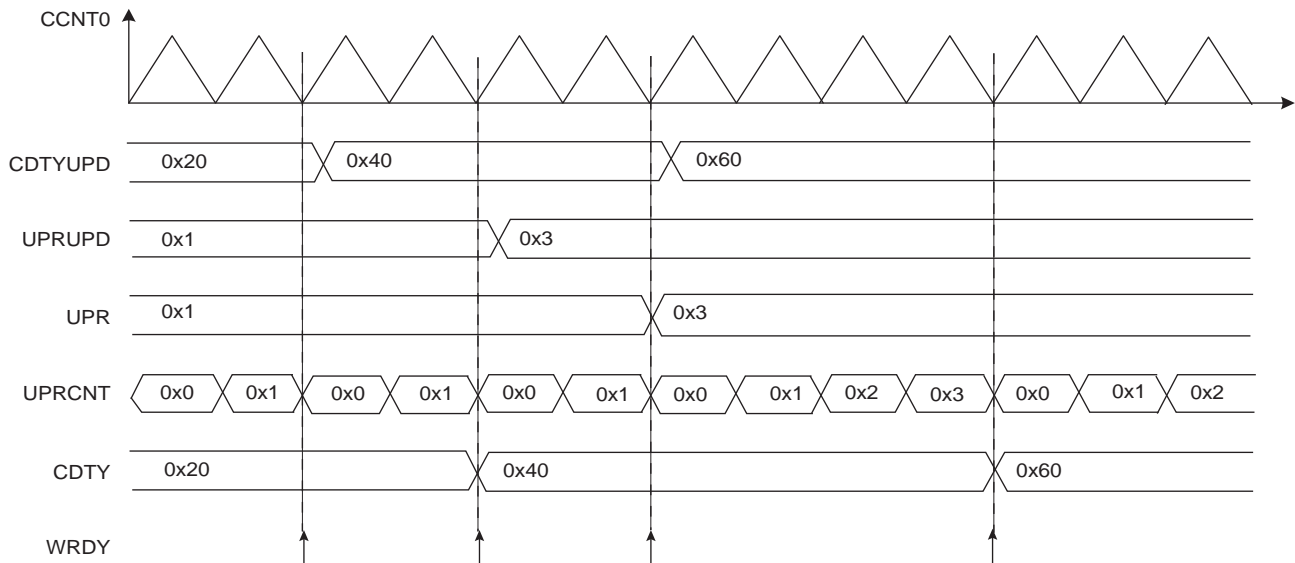 CCNT0
CDTYUPD 0x20 0x40 0x60
UPRUPD 0x1 0x3
UPR 0x1 0x3
UPRCNT 0x0 0x1 0x0 0x1 0x0 0x1 0x0 0x1 0x2 0x3 0x0 0x1 0x2
CDTY 0x20 0x40 0x60
WRDY